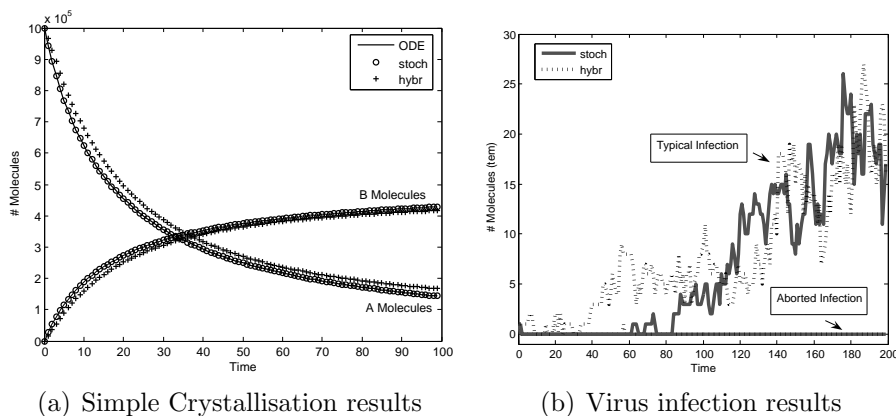 x 10^5
10
9
8
7
6
5
4
3
2
1
0
# Molecules
ODE
stoch
hybr
B Molecules
A Molecules
0 10 20 30 40 50 60 70 80 90 100
Time
(a) Simple Crystallisation results
30
25
20
15
10
5
0
# Molecules (tem)
stoch
hybr
Typical Infection
Aborted Infection
0 20 40 60 80 100 120 140 160 180 200
Time
(b) Virus infection results